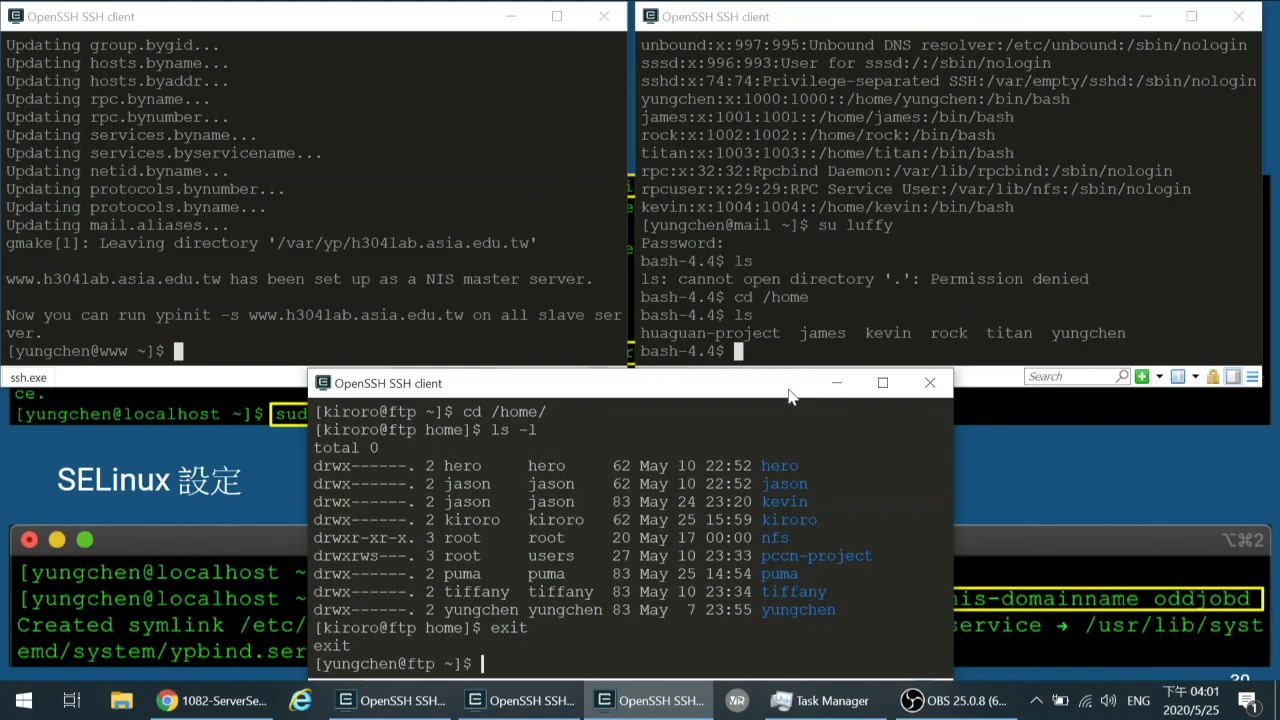 OpenSSH SSH client
Updating group.bygid...
Updating hosts.byname...
Updating hosts.byaddr...
Updating rpc.byname...
Updating rpc.bynumber...
Updating services.byname...
Updating services.byservicename...
Updating netid.byname...
Updating protocols.bynumber...
Updating protocols.byname...
Updating mail.aliases...
gmake[1]: Leaving directory '/var/yp/h304lab.asia.edu.tw'
www.h304lab.asia.edu.tw has been set up as a NIS master server.
Now you can run ypinit -s www.h304lab.asia.edu.tw on all slave ser
ver.
[yungchen@www ~]$
OpenSSH SSH client
unbound:x:997:995:Unbound DNS resolver:/etc/unbound:/sbin/nologin
sssd:x:996:993:User for sssd:/:/sbin/nologin
sshd:x:74:74:Privilege-separated SSH:/var/empty/sshd:/sbin/nologin
yungchen:x:1000:1000::/home/yungchen:/bin/bash
james:x:1001:1001::/home/james:/bin/bash
rock:x:1002:1002::/home/rock:/bin/bash
titan:x:1003:1003::/home/titan:/bin/bash
rpc:x:32:32:Rpcbind Daemon:/var/lib/rpcbind:/sbin/nologin
rpcuser:x:29:29:RPC Service User:/var/lib/nfs:/sbin/nologin
kevin:x:1004:1004::/home/kevin:/bin/bash
[yungchen@mail ~]$ su luffy
Password:
bash-4.4$ ls
ls: cannot open directory '.': Permission denied
bash-4.4$ cd /home
bash-4.4$ ls
huaguan-project james kevin rock titan yungchen
bash-4.4$
ssh.exe
Search
ce.
[yungchen@localhost ~]$ sud
SELinux 設定
OpenSSH SSH client
[kiroro@ftp ~]$ cd /home/
[kiroro@ftp home]$ ls -l
total 0
drwx------. 2 hero hero 62 May 10 22:52 hero
drwx------. 2 jason jason 62 May 10 22:52 jason
drwx------. 2 jason jason 83 May 24 23:20 kevin
drwx------. 2 kiroro kiroro 62 May 25 15:59 kiroro
drwxr-xr-x. 3 root root 20 May 17 00:00 nfs
drwxrws---. 3 root users 27 May 10 23:33 pccn-project
drwx------. 2 puma puma 83 May 25 14:54 puma
drwx------. 2 tiffany tiffany 83 May 10 23:34 tiffany
drwx------. 2 yungchen yungchen 83 May 7 23:55 yungchen
[kiroro@ftp home]$ exit
exit
[yungchen@ftp ~]$
⌥⌘2
[yungchen@localhost ~
[yungchen@localhost ~ nis-domainname oddjobd
Created symlink /etc/ service → /usr/lib/syst
emd/system/ypbind.ser
1082-ServerSe...
OpenSSH SSH...
OpenSSH SSH...
OpenSSH SSH...
Task Manager
OBS 25.0.8 (6...
ENG
下午 04:01
2020/5/25